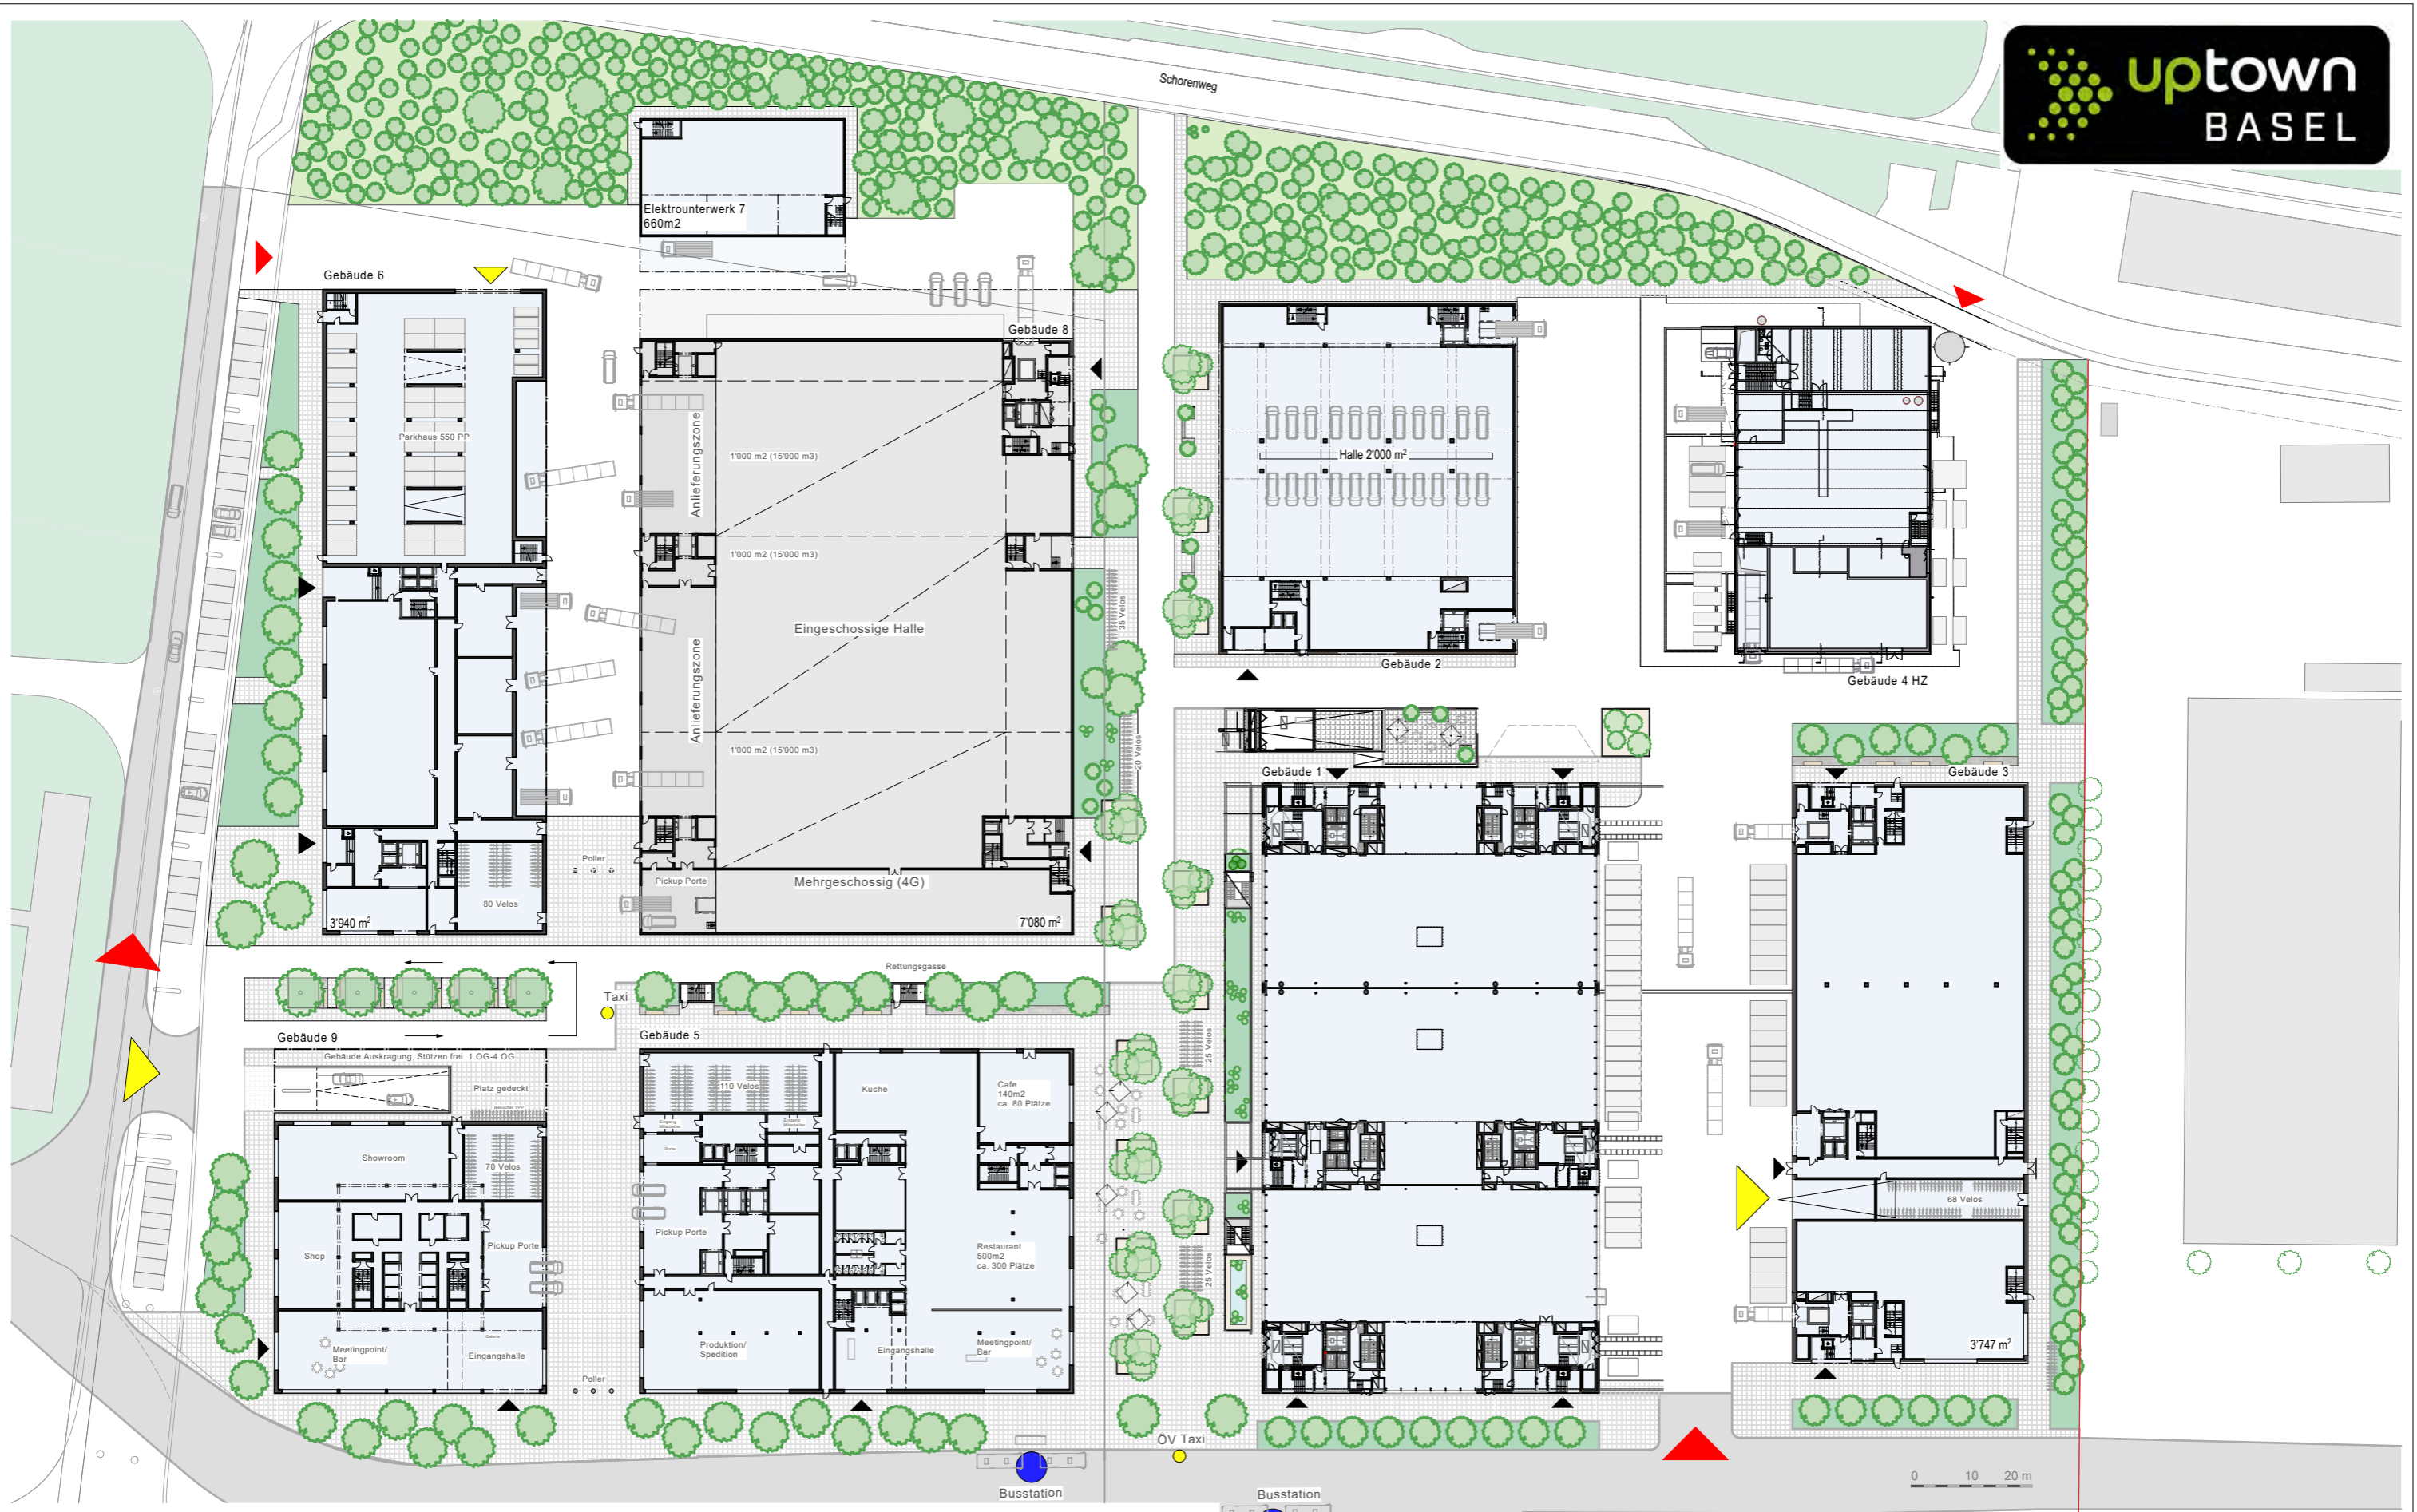 Schorenweg
uptown
BASEL
Elektrounterwerk 7
660m2
Gebäude 6
Gebäude 8
Parkhaus 550 PP
Anlieferungszone
1'000 m2 (15'000 m3)
Halle 2'000 m²
1'000 m2 (15'000 m3)
35 Velos
Eingeschossige Halle
Anlieferungszone
Gebäude 2
Gebäude 4 HZ
1'000 m2 (15'000 m3)
20 Velos
Gebäude 1
Gebäude 3
Poller
Pickup Porte
Mehrgeschossig (4G)
80 Velos
3'940 m²
7'080 m²
Rettungsgasse
Taxi
Gebäude 9
Gebäude 5
25 Velos
Gebäude Auskragung, Stützen frei 1.OG-4.OG
Platz gedeckt
110 Velos
Küche
Cafe
140m2
ca. 80 Plätze
Eingang
Mitarbeiter
Porte
Showroom
70 Velos
68 Velos
Shop
Pickup Porte
Pickup Porte
Restaurant
500m2
ca. 300 Plätze
25 Velos
Galerie
Meetingpoint/
Bar
Eingangshalle
Produktion/
Spedition
Eingangshalle
Meetingpoint/
Bar
3'747 m²
Poller
ÖV Taxi
0 10 20 m
Busstation
Busstation